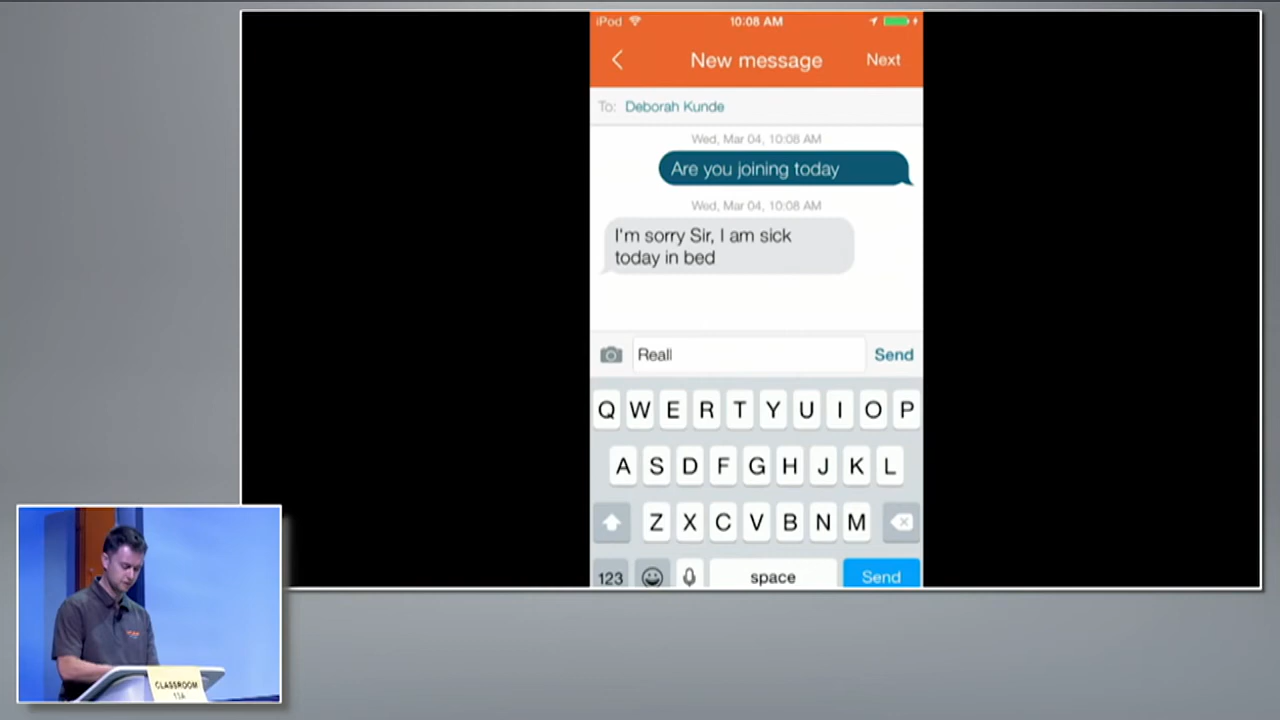 iPod 10:08 AM
New message Next
To: Deborah Kunde
Wed, Mar 04, 10:08 AM
Are you joining today
Wed, Mar 04, 10:08 AM
I'm sorry Sir, I am sick
today in bed
Reall Send
Q W E R T Y U I O P
A S D F G H J K L
Z X C V B N M
123 space Send
CLASSROOM